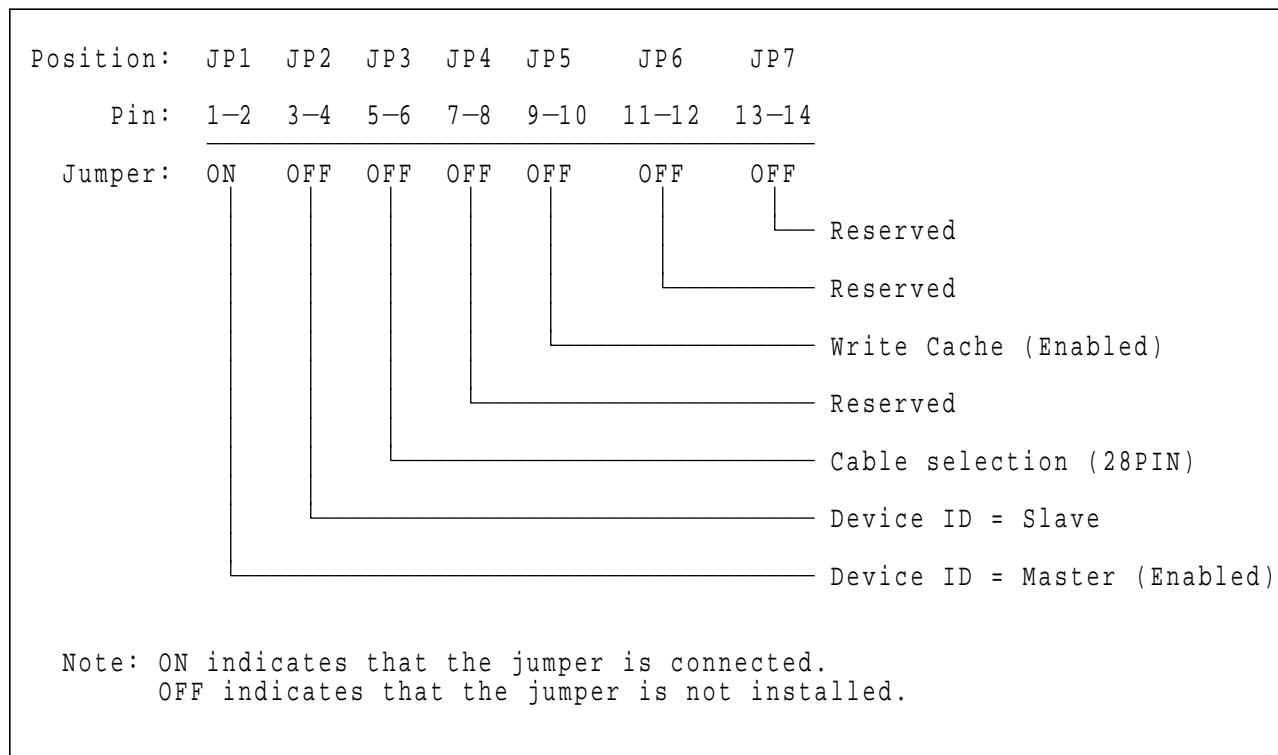 Position: JP1 JP2 JP3 JP4 JP5 JP6 JP7
Pin: 1—2 3—4 5—6 7—8 9—10 11—12 13—14
Jumper: ON OFF OFF OFF OFF OFF OFF
Reserved
Reserved
Write Cache (Enabled)
Reserved
Cable selection (28PIN)
Device ID = Slave
Device ID = Master (Enabled)
Note: ON indicates that the jumper is connected.
OFF indicates that the jumper is not installed.